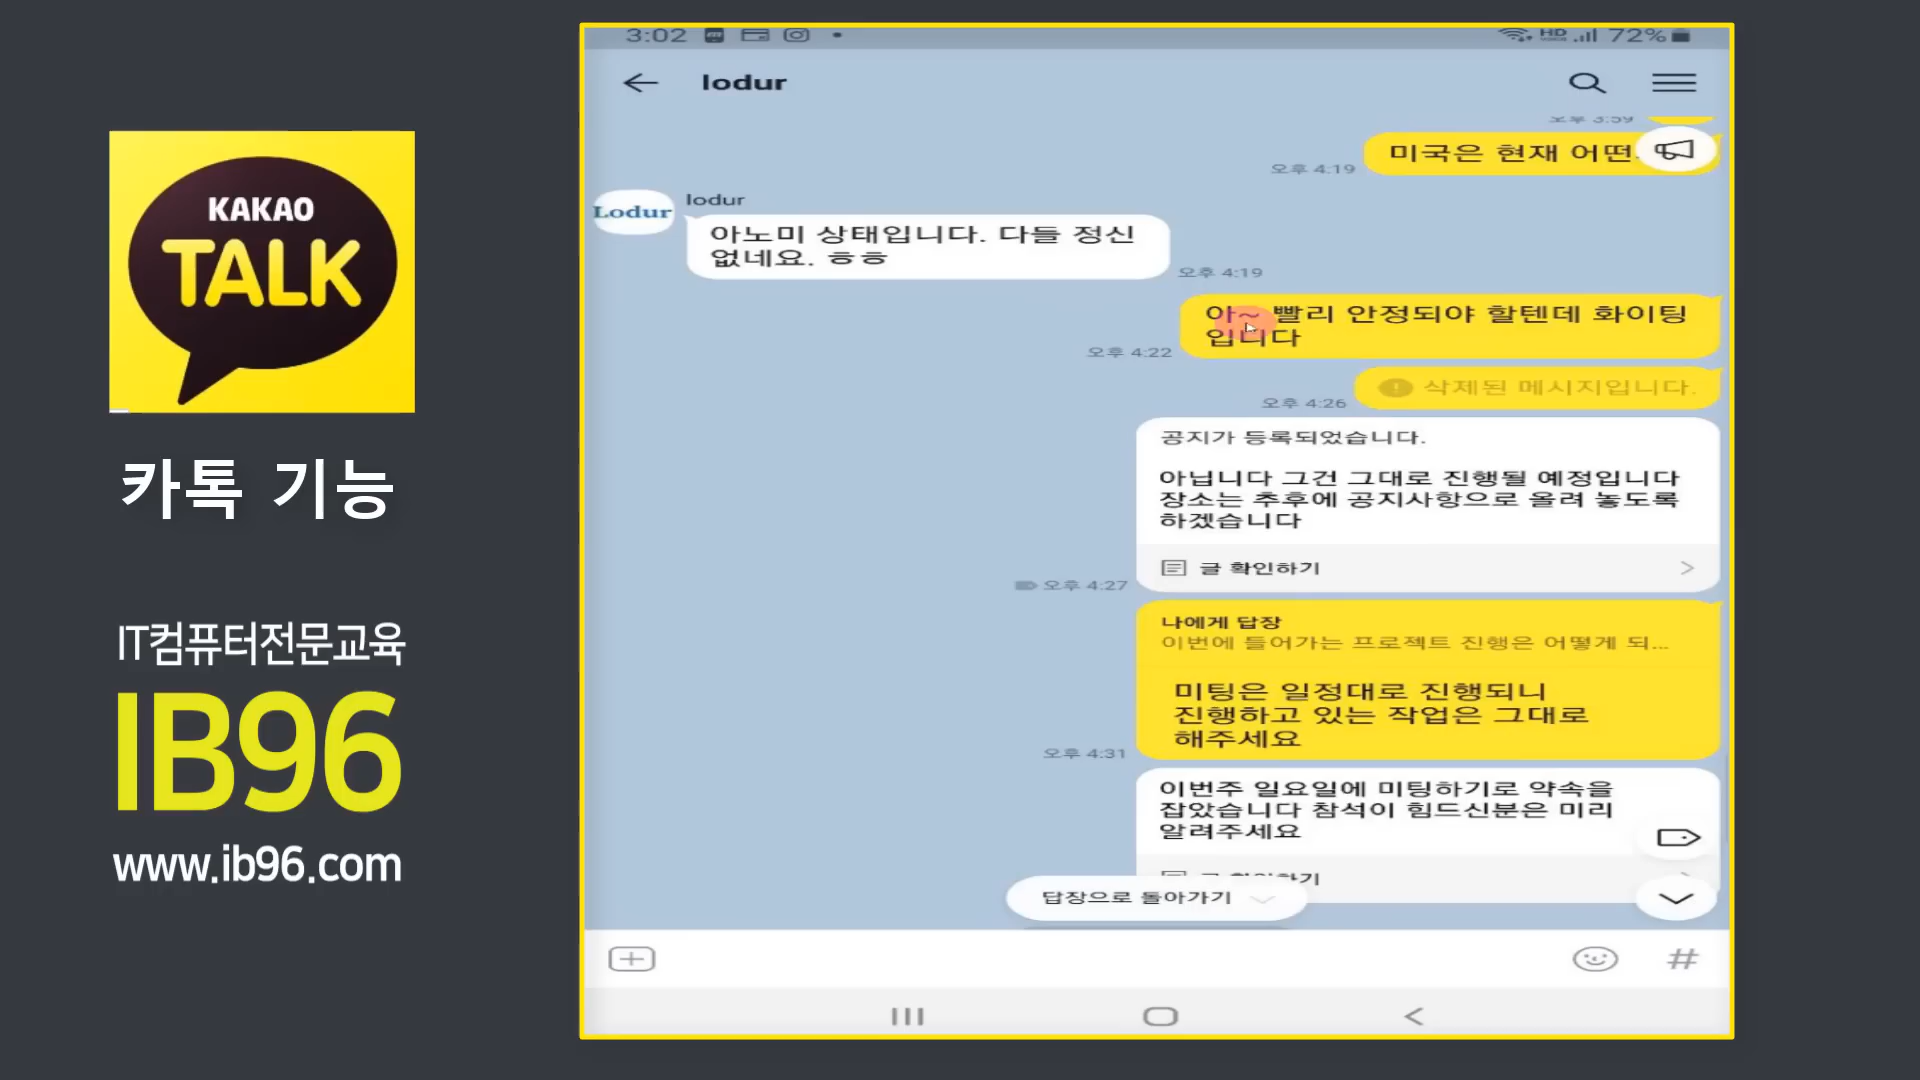 KAKAO
TALK
카톡 기능
IT컴퓨터전문교육
IB96
www.ib96.com
3:02
HD
72%
lodur
오후 3:59
미국은 현재 어떤
오후 4:19
Lodur
lodur
아노미 상태입니다. 다들 정신
없네요. ㅎㅎ
오후 4:19
아~ 빨리 안정되야 할텐데 화이팅
입니다
오후 4:22
삭제된 메시지입니다.
오후 4:26
공지가 등록되었습니다.
아닙니다 그건 그대로 진행될 예정입니다
장소는 추후에 공지사항으로 올려 놓도록
하겠습니다
글 확인하기
오후 4:27
나에게 답장
이번에 들어가는 프로젝트 진행은 어떻게 되...
미팅은 일정대로 진행되니
진행하고 있는 작업은 그대로
해주세요
오후 4:31
이번주 일요일에 미팅하기로 약속을
잡았습니다 참석이 힘드신분은 미리
알려주세요
글 확인하기
답장으로 돌아가기
#